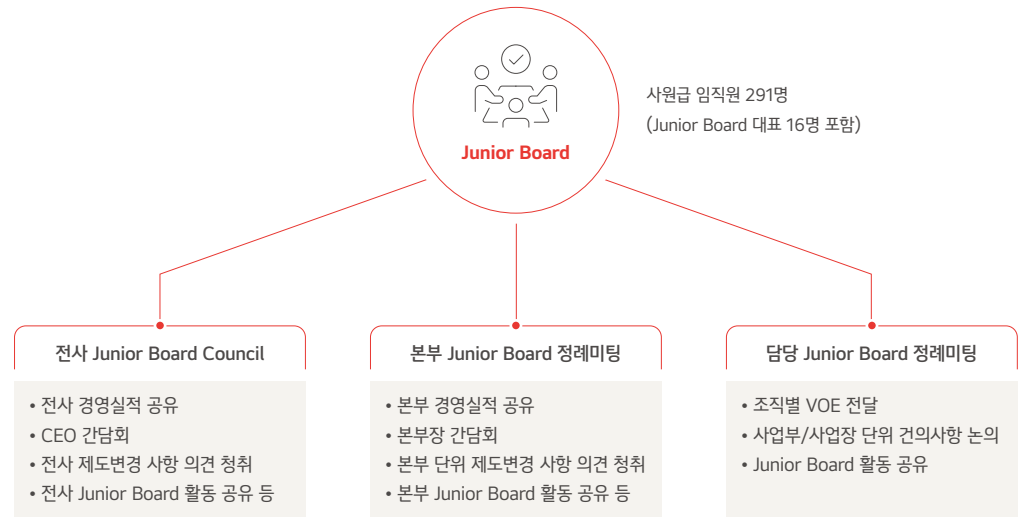 Junior Board
사원급 임직원 291명
(Junior Board 대표 16명 포함)
전사 Junior Board Council
• 전사 경영실적 공유
• CEO 간담회
• 전사 제도변경 사항 의견 청취
• 전사 Junior Board 활동 공유 등
본부 Junior Board 정례미팅
• 본부 경영실적 공유
• 본부장 간담회
• 본부 단위 제도변경 사항 의견 청취
• 본부 Junior Board 활동 공유 등
담당 Junior Board 정례미팅
• 조직별 VOE 전달
• 사업부/사업장 단위 건의사항 논의
• Junior Board 활동 공유